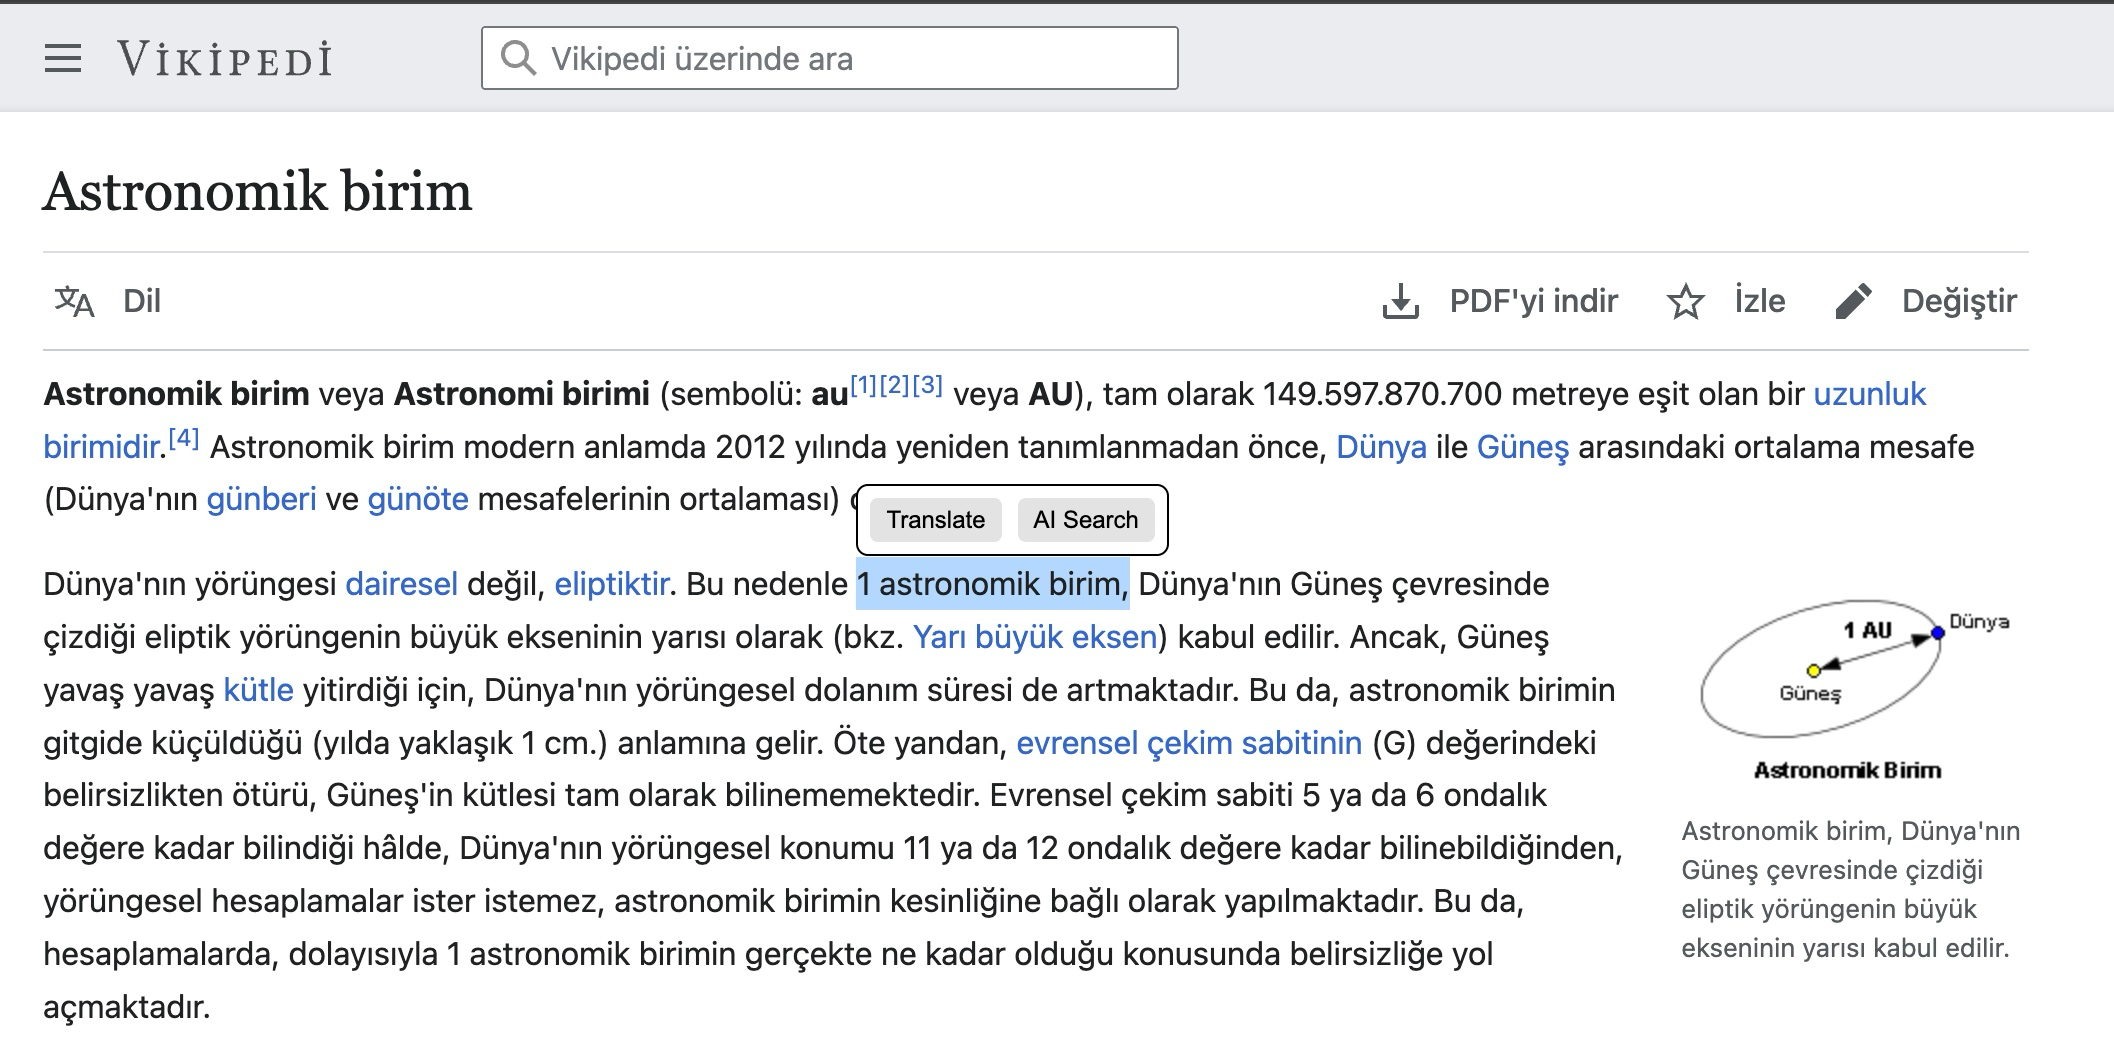 VİKİPEDİ
Vikipedi üzerinde ara
Astronomik birim
Dil
PDF'yi indir
İzle
Değiştir
Astronomik birim veya Astronomi birimi (sembolü: au[1][2][3] veya AU), tam olarak 149.597.870.700 metreye eşit olan bir uzunluk
birimidir.[4] Astronomik birim modern anlamda 2012 yılında yeniden tanımlanmadan önce, Dünya ile Güneş arasındaki ortalama mesafe
(Dünya'nın günberi ve günöte mesafelerinin ortalaması)
Translate
AI Search
Dünya'nın yörüngesi dairesel değil, eliptiktir. Bu nedenle 1 astronomik birim, Dünya'nın Güneş çevresinde
çizdiği eliptik yörüngenin büyük ekseninin yarısı olarak (bkz. Yarı büyük eksen) kabul edilir. Ancak, Güneş
yavaş yavaş kütle yitirdiği için, Dünya'nın yörüngesel dolanım süresi de artmaktadır. Bu da, astronomik birimin
gitgide küçüldüğü (yılda yaklaşık 1 cm.) anlamına gelir. Öte yandan, evrensel çekim sabitinin (G) değerindeki
belirsizlikten ötürü, Güneş'in kütlesi tam olarak bilinememektedir. Evrensel çekim sabiti 5 ya da 6 ondalık
değere kadar bilindiği hâlde, Dünya'nın yörüngesel konumu 11 ya da 12 ondalık değere kadar bilinebildiğinden,
yörüngesel hesaplamalar ister istemez, astronomik birimin kesinliğine bağlı olarak yapılmaktadır. Bu da,
hesaplamalarda, dolayısıyla 1 astronomik birimin gerçekte ne kadar olduğu konusunda belirsizliğe yol
açmaktadır.
1 AU
Dünya
Güneş
Astronomik Birim
Astronomik birim, Dünya'nın
Güneş çevresinde çizdiği
eliptik yörüngenin büyük
ekseninin yarısı kabul edilir.